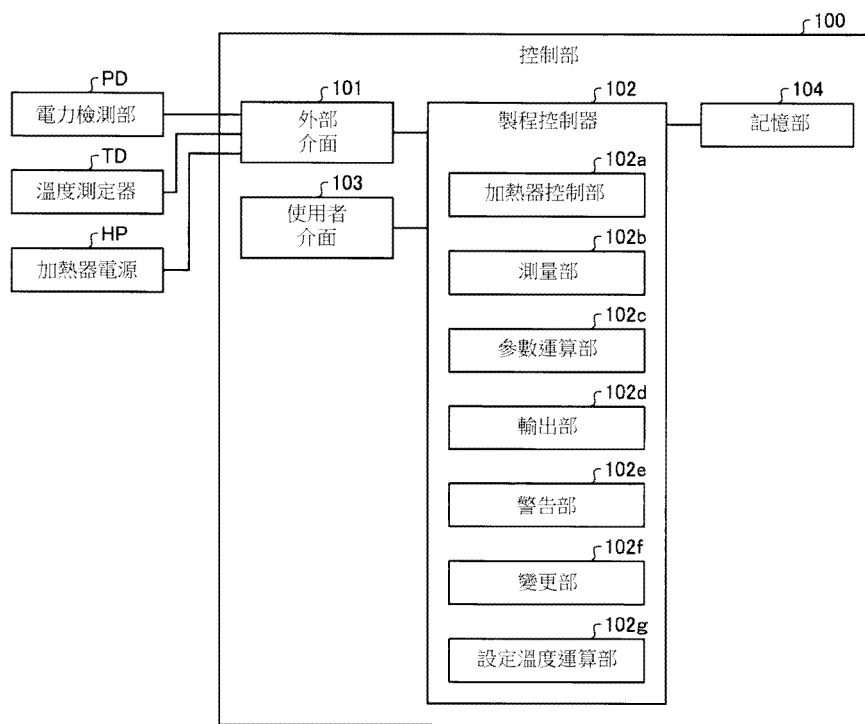 100
控制部
PD
電力檢測部
TD
溫度測定器
HP
加熱器電源
101
外部
介面
103
使用者
介面
102
製程控制器
102a
加熱器控制部
102b
測量部
102c
參數運算部
102d
輸出部
102e
警告部
102f
變更部
102g
設定溫度運算部
104
記憶部